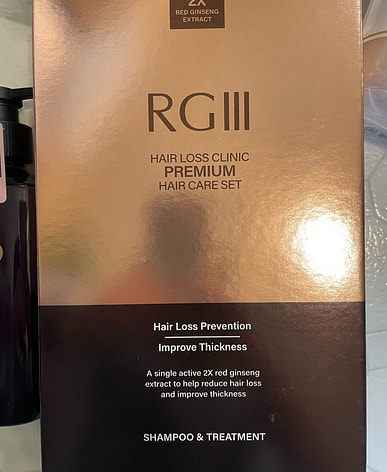 2X
RED GINSENG
EXTRACT
RGIII
HAIR LOSS CLINIC
PREMIUM
HAIR CARE SET
Hair Loss Prevention
Improve Thickness
A single active 2X red ginseng
extract to help reduce hair loss
and improve thickness
SHAMPOO & TREATMENT